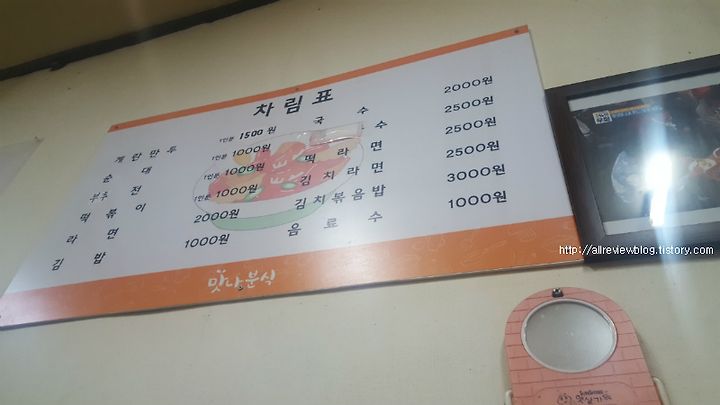 차림표
계란만두 1인분 1500원
순대 1인분 1000원
부추전 1인분 1000원
떡볶이 1인분 1000원
라면 2000원
김밥 1000원
국수 2000원
수 2500원
떡라면 2500원
김치라면 2500원
김치볶음밥 3000원
음료수 1000원
맛나분식
http://allreviewblog.tistory.com